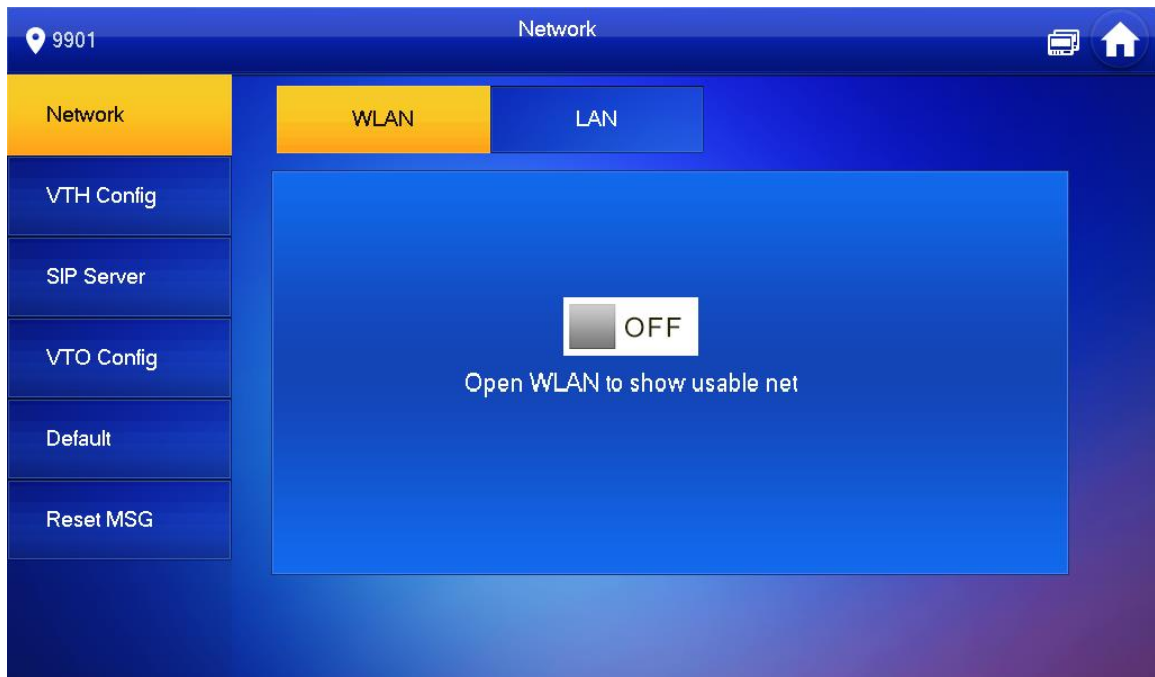 9901
Network
Network
WLAN
LAN
VTH Config
SIP Server
VTO Config
Default
Reset MSG
OFF
Open WLAN to show usable net